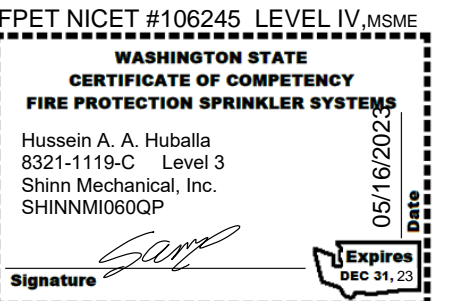 FPET NICET #106245 LEVEL IV,MSME
WASHINGTON STATE
CERTIFICATE OF COMPETENCY
FIRE PROTECTION SPRINKLER SYSTEMS
Hussein A. A. Huballa
8321-1119-C Level 3
Shinn Mechanical, Inc.
SHINNMI060QP
05/16/2023
Date
Signature
Expires
DEC 31, 23